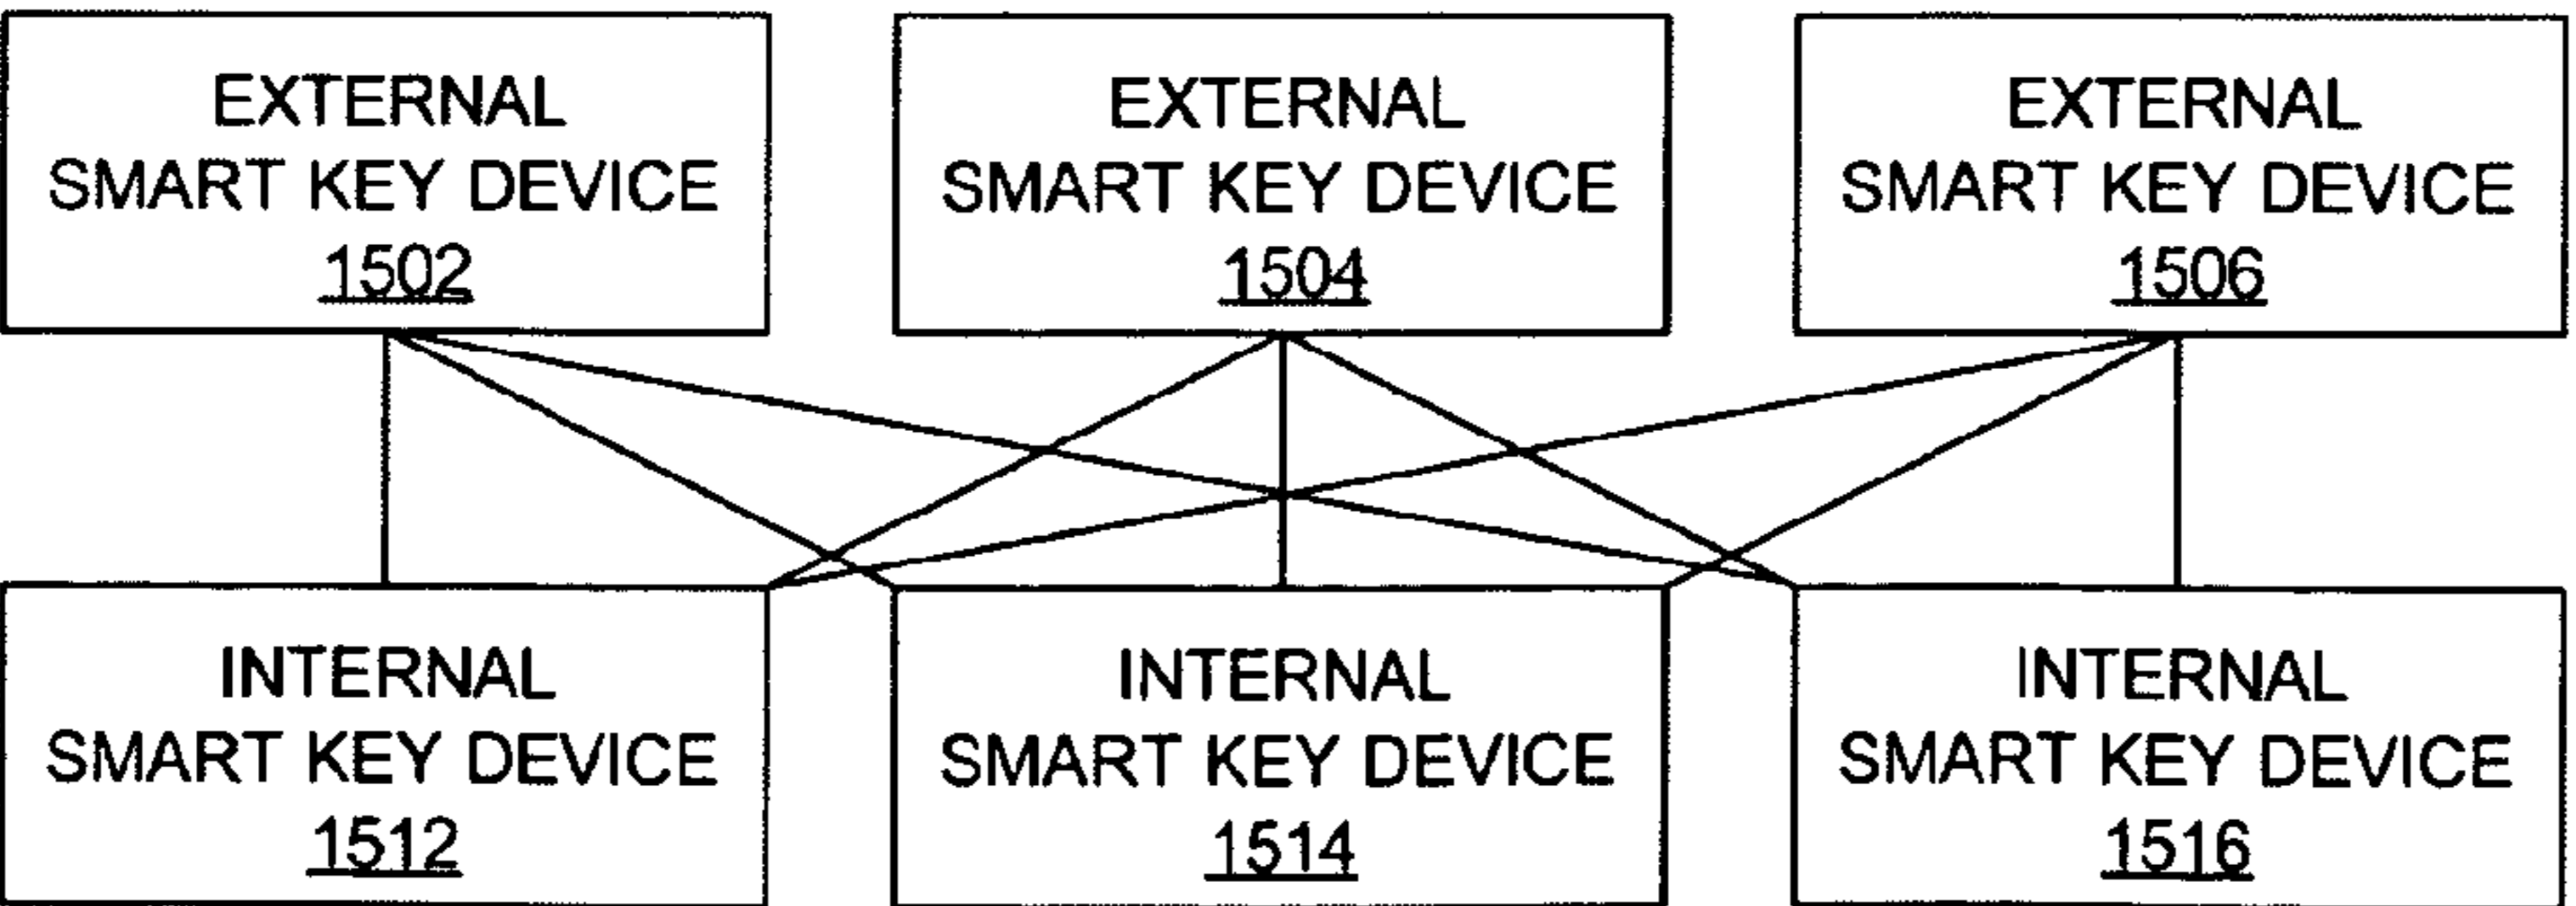 EXTERNAL
SMART KEY DEVICE
1502
EXTERNAL
SMART KEY DEVICE
1504
EXTERNAL
SMART KEY DEVICE
1506
INTERNAL
SMART KEY DEVICE
1512
INTERNAL
SMART KEY DEVICE
1514
INTERNAL
SMART KEY DEVICE
1516